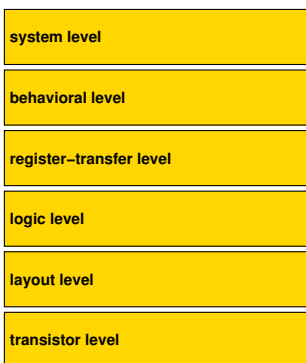 system level
behavioral level
register−transfer level
logic level
layout level
transistor level